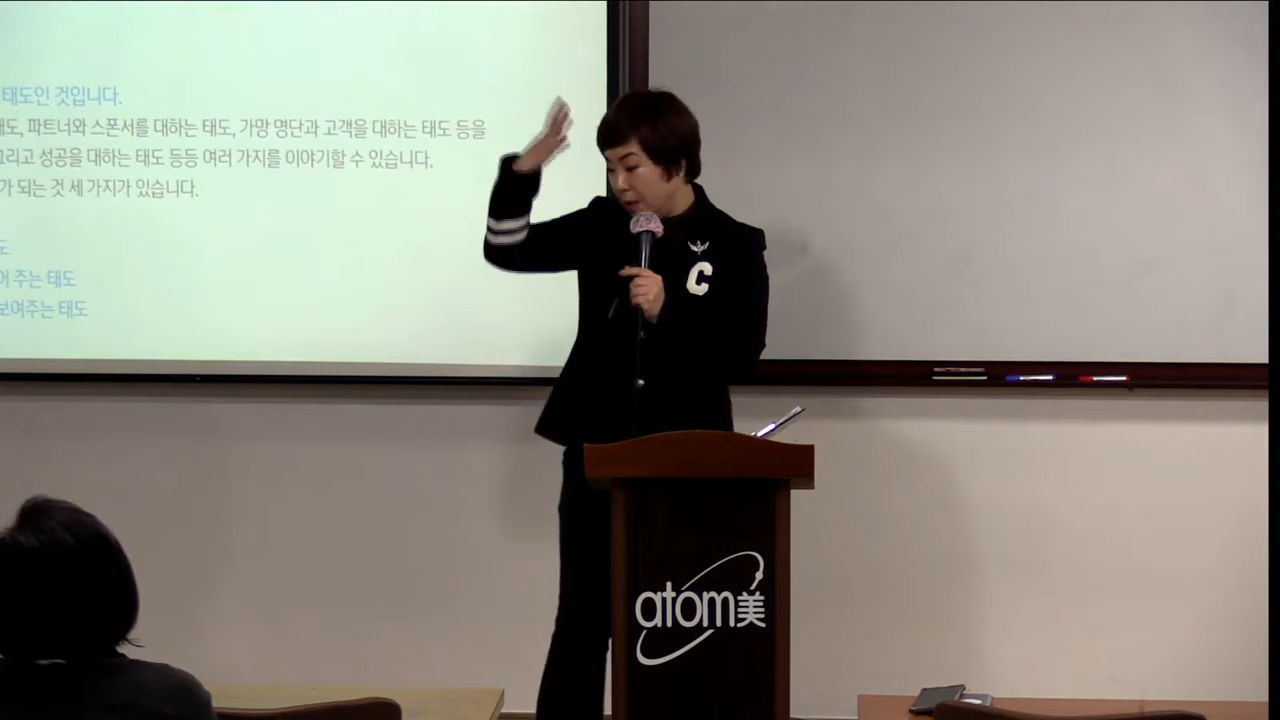 태도인 것입니다.
태도, 파트너와 스폰서를 대하는 태도, 가망 명단과 고객을 대하는 태도 등을
그리고 성공을 대하는 태도 등등 여러 가지를 이야기할 수 있습니다.
가 되는 것 세 가지가 있습니다.
도
어 주는 태도
보여주는 태도
C
atom美